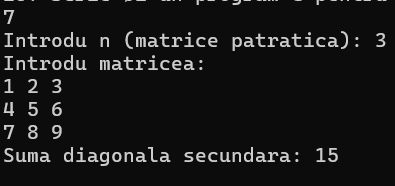 7
Introdu n (matrice patratica): 3
Introdu matricea:
1 2 3
4 5 6
7 8 9
Suma diagonala secundara: 15